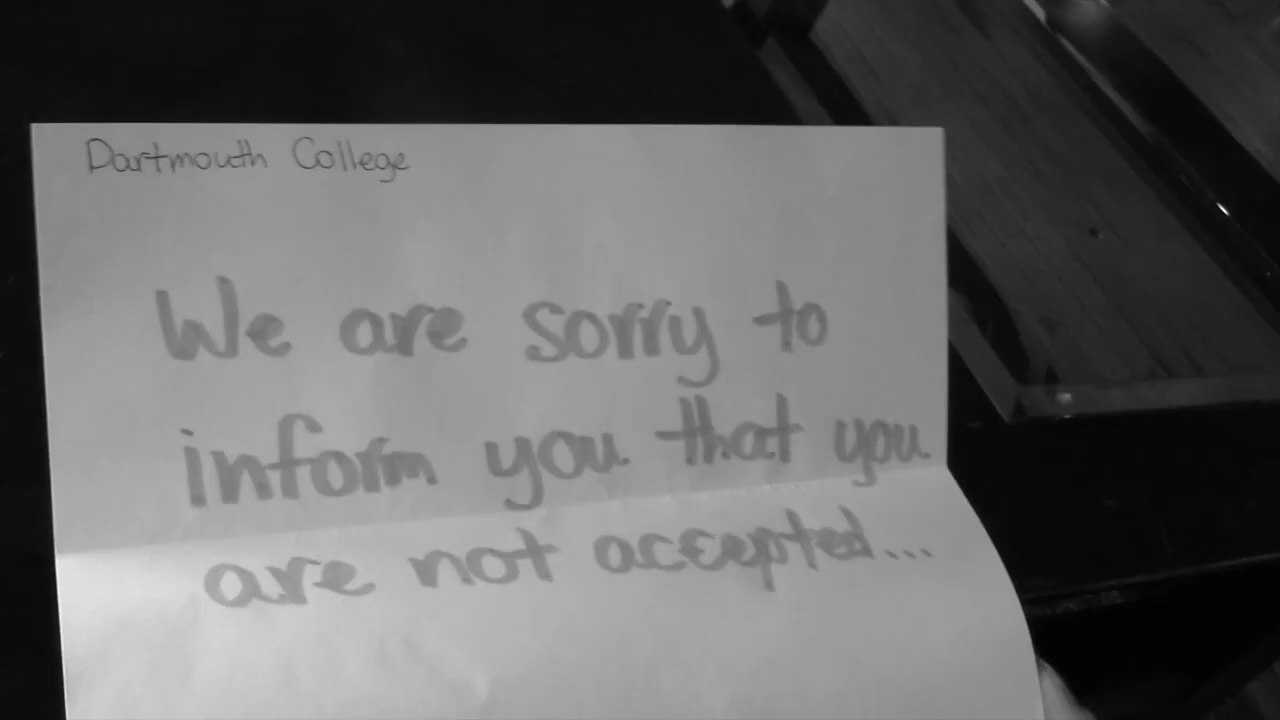 Dartmouth College
We are sorry to
inform you that you
are not accepted...